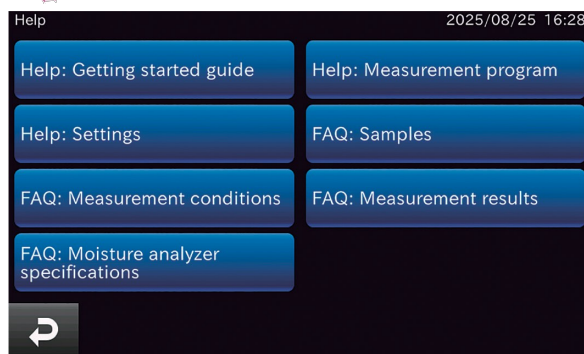 Help 2025/08/25 16:28
Help: Getting started guide
Help: Measurement program
Help: Settings
FAQ: Samples
FAQ: Measurement conditions
FAQ: Measurement results
FAQ: Moisture analyzer
specifications